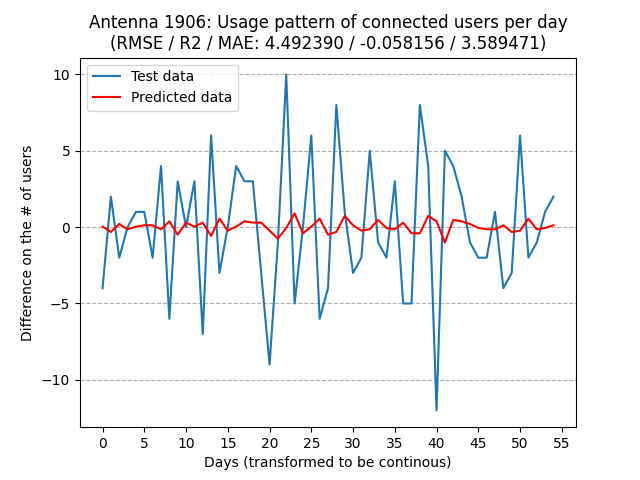 Antenna 1906: Usage pattern of connected users per day
(RMSE / R2 / MAE: 4.492390 / -0.058156 / 3.589471)
Test data
Predicted data
Difference on the # of users
10
5
0
−5
−10
0 5 10 15 20 25 30 35 40 45 50 55
Days (transformed to be continous)